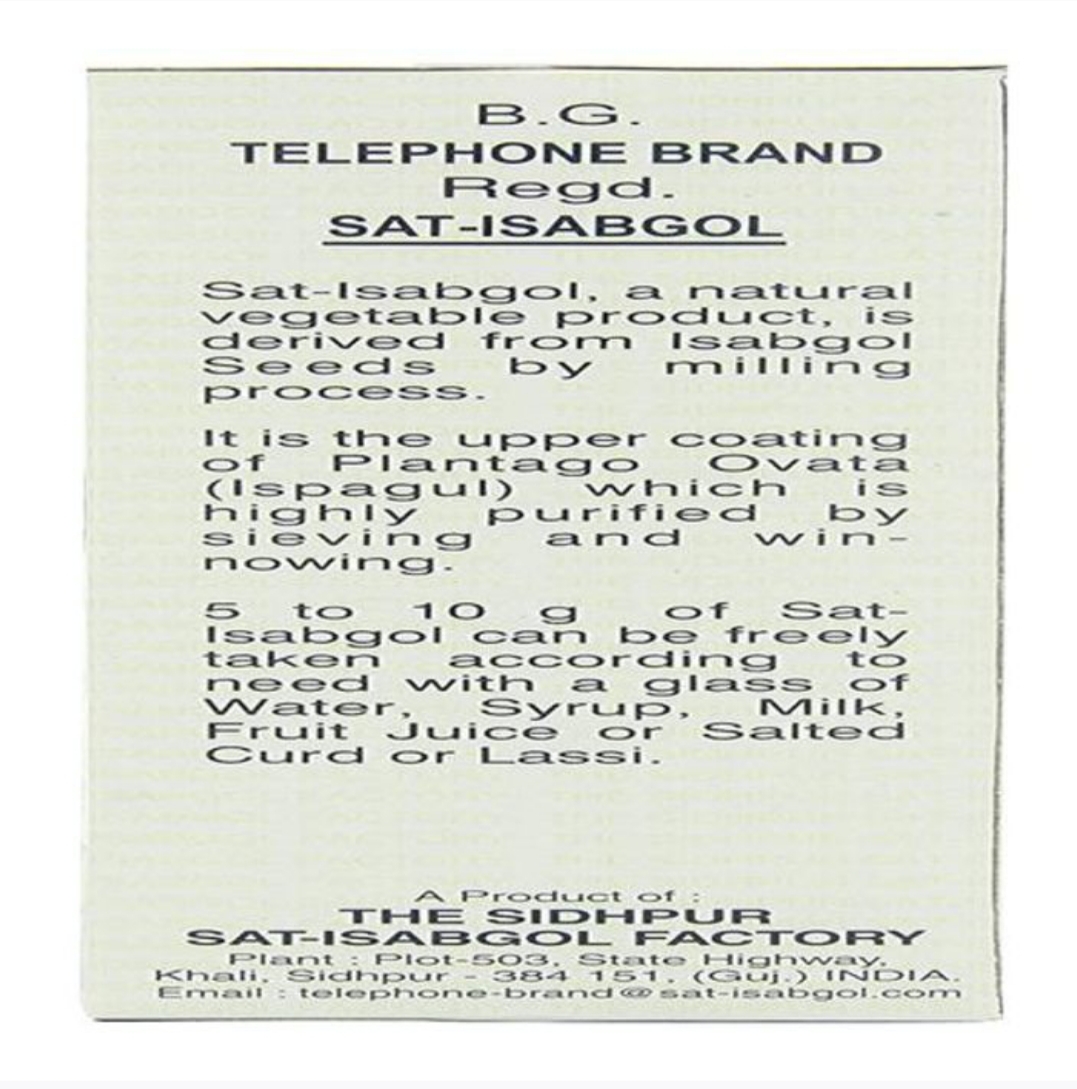 B.G.
TELEPHONE BRAND
Regd.
SAT-ISABGOL
Sat-Isabgol, a natural
vegetable product, is
derived from Isabgol
Seeds by milling
process.
It is the upper coating
of Plantago Ovata
(Ispagul) which is
highly purified by
sieving and win-
nowing.
5 to 10 g of Sat-
Isabgol can be freely
taken according to
need with a glass of
Water, Syrup, Milk,
Fruit Juice or Salted
Curd or Lassi.
A Product of :
THE SIDHPUR
SAT-ISABGOL FACTORY
Plant : Plot-503, State Highway,
Khali, Sidhpur - 384 151, (Guj.) INDIA.
Email : telephone-brand@sat-isabgol.com